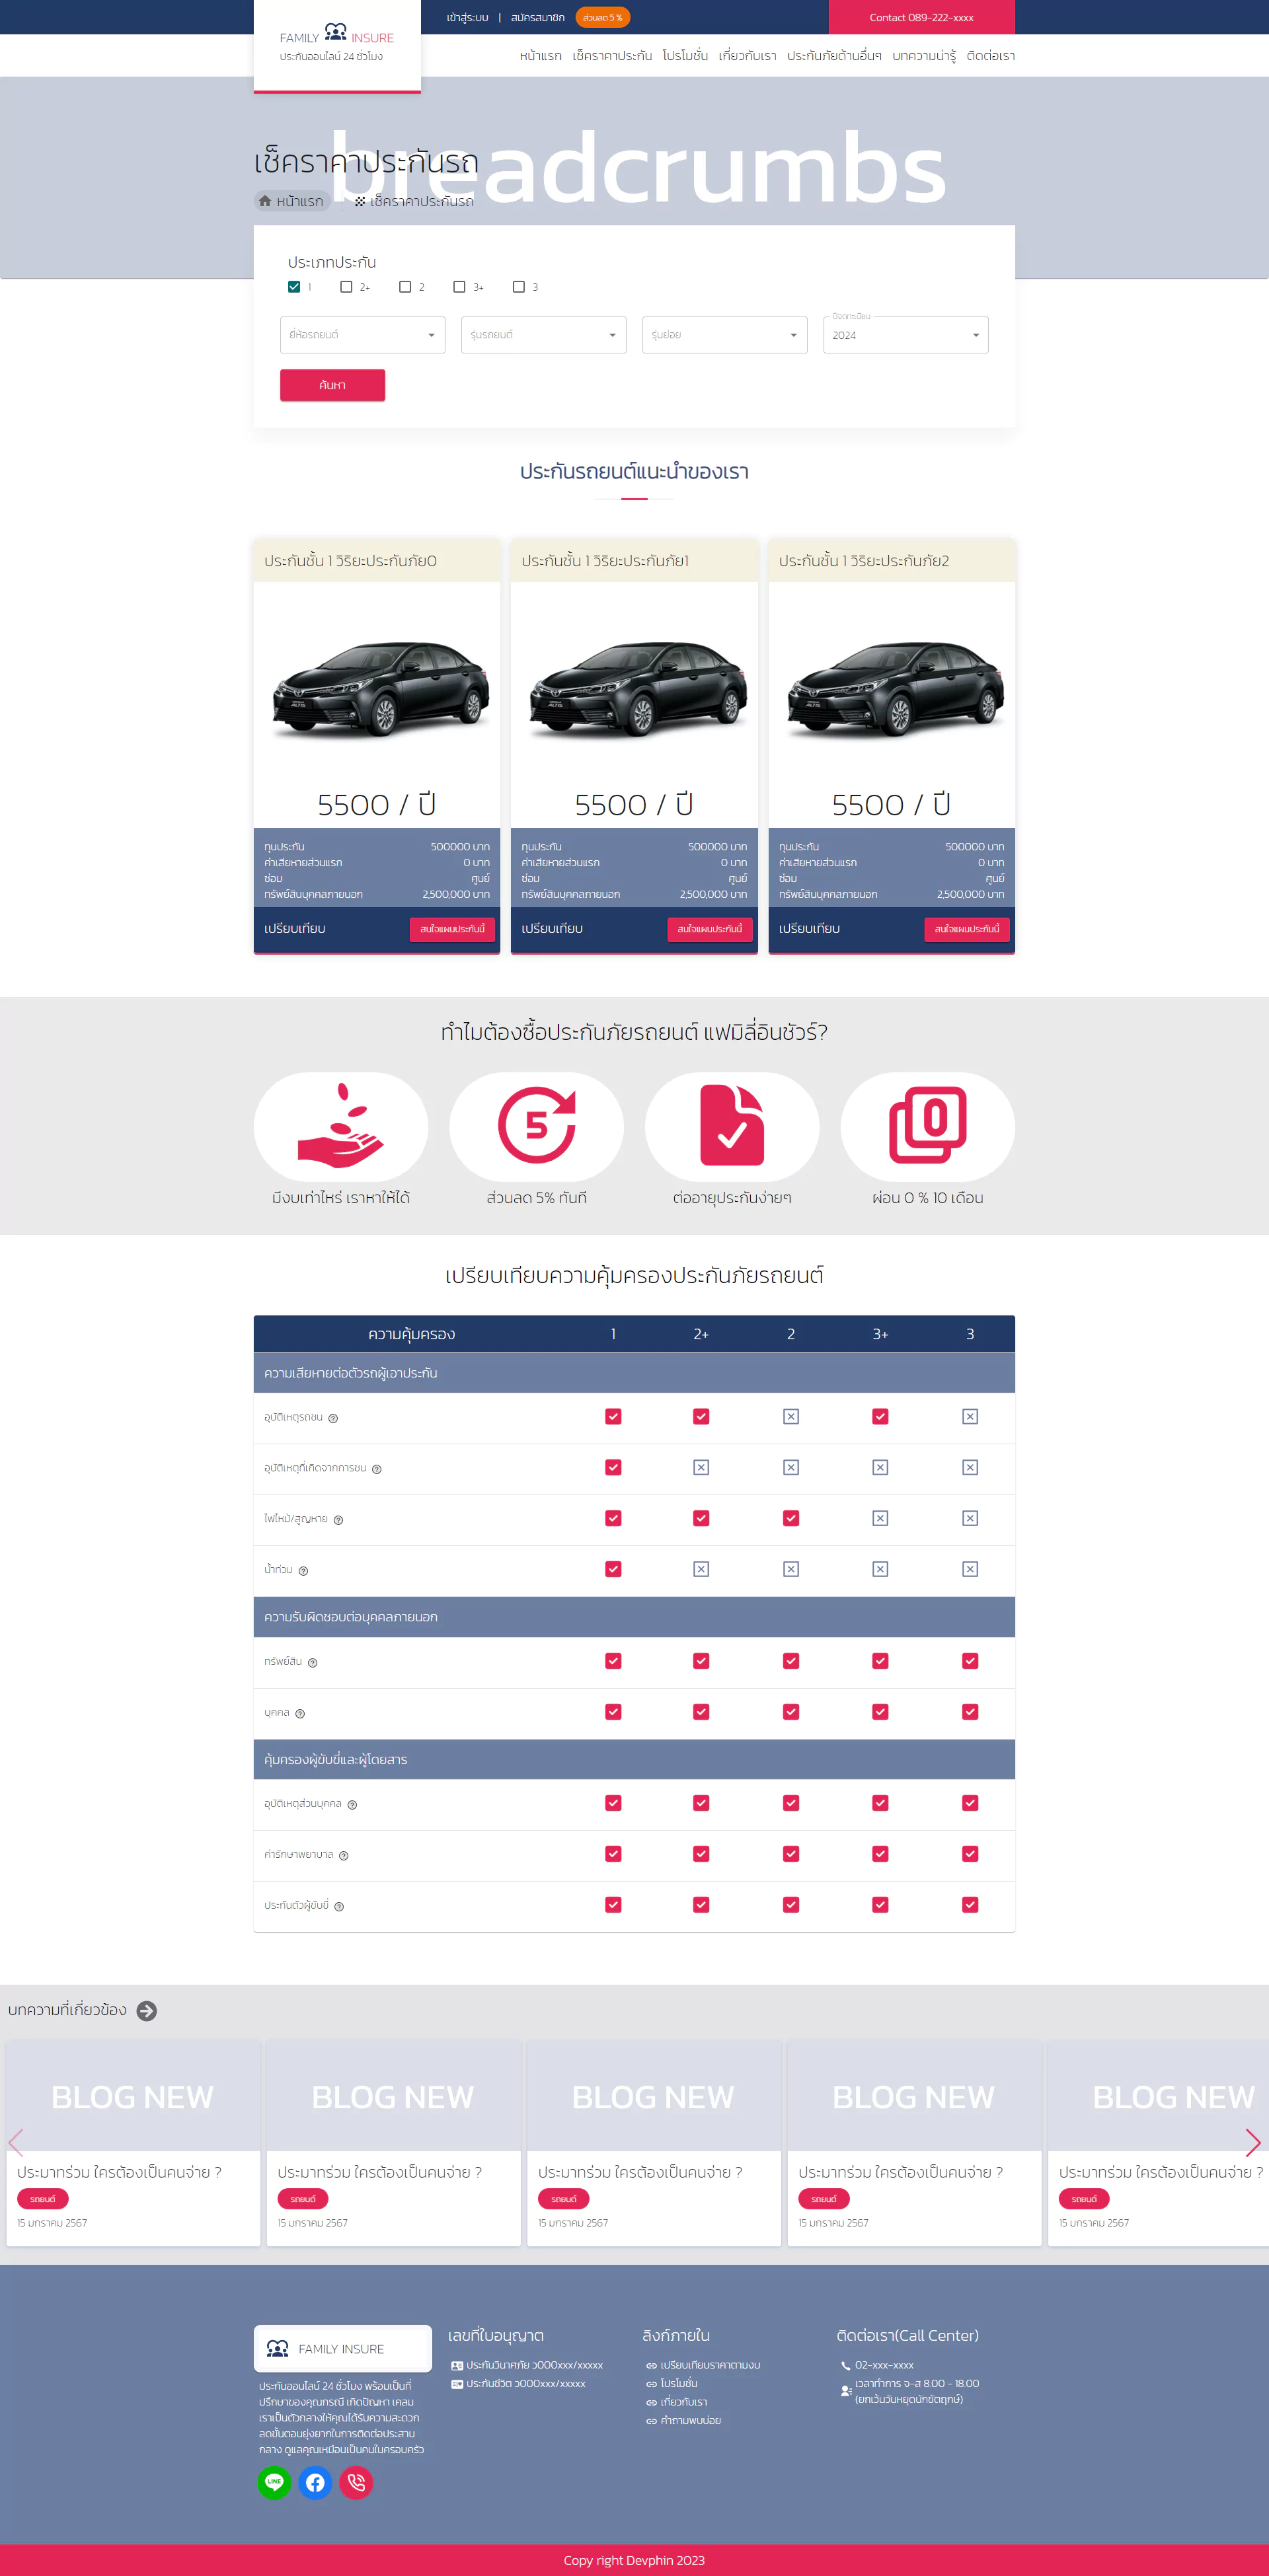 เข้าสู่ระบบ | สมัครสมาชิก ส่วนลด 5 % Contact 089-222-xxxx
FAMILY INSURE
ประกันออนไลน์ 24 ชั่วโมง
หน้าแรก เช็คราคาประกัน โปรโมชั่น เกี่ยวกับเรา ประกันภัยด้านอื่นๆ บทความน่ารู้ ติดต่อเรา
breadcrumbs
เช็คราคาประกันรถ
หน้าแรก เช็คราคาประกันรถ
ประเภทประกัน
1 2+ 2 3+ 3
ยี่ห้อรถยนต์ รุ่นรถยนต์ รุ่นย่อย ปีจดทะเบียน 2024
ค้นหา
ประกันรถยนต์แนะนำของเรา
ประกันชั้น 1 วิริยะประกันภัย0 ประกันชั้น 1 วิริยะประกันภัย1 ประกันชั้น 1 วิริยะประกันภัย2
ALTIS ALTIS ALTIS
5500 / ปี 5500 / ปี 5500 / ปี
ทุนประกัน 500000 บาท ทุนประกัน 500000 บาท ทุนประกัน 500000 บาท
ค่าเสียหายส่วนแรก 0 บาท ค่าเสียหายส่วนแรก 0 บาท ค่าเสียหายส่วนแรก 0 บาท
ซ่อม ศูนย์ ซ่อม ศูนย์ ซ่อม ศูนย์
ทรัพย์สินบุคคลภายนอก 2,500,000 บาท ทรัพย์สินบุคคลภายนอก 2,500,000 บาท ทรัพย์สินบุคคลภายนอก 2,500,000 บาท
เปรียบเทียบ สนใจแผนประกันนี้ เปรียบเทียบ สนใจแผนประกันนี้ เปรียบเทียบ สนใจแผนประกันนี้
ทำไมต้องซื้อประกันภัยรถยนต์ แฟมิลี่อินชัวร์?
5 0
มีงบเท่าไหร่ เราหาให้ได้ ส่วนลด 5% ทันที ต่ออายุประกันง่ายๆ ผ่อน 0 % 10 เดือน
เปรียบเทียบความคุ้มครองประกันภัยรถยนต์
ความคุ้มครอง 1 2+ 2 3+ 3
ความเสียหายต่อตัวรถผู้เอาประกัน
อุบัติเหตุรถชน
อุบัติเหตุที่เกิดจากการชน
ไฟไหม้/สูญหาย
น้ำท่วม
ความรับผิดชอบต่อบุคคลภายนอก
ทรัพย์สิน
บุคคล
คุ้มครองผู้ขับขี่และผู้โดยสาร
อุบัติเหตุส่วนบุคคล
ค่ารักษาพยาบาล
ประกันตัวผู้ขับขี่
บทความที่เกี่ยวข้อง
BLOG NEW BLOG NEW BLOG NEW BLOG NEW BLOG NEW
ประมาทร่วม ใครต้องเป็นคนจ่าย ? ประมาทร่วม ใครต้องเป็นคนจ่าย ? ประมาทร่วม ใครต้องเป็นคนจ่าย ? ประมาทร่วม ใครต้องเป็นคนจ่าย ? ประมาทร่วม ใครต้องเป็นคนจ่าย ?
รถยนต์ รถยนต์ รถยนต์ รถยนต์ รถยนต์
15 มกราคม 2567 15 มกราคม 2567 15 มกราคม 2567 15 มกราคม 2567 15 มกราคม 2567
FAMILY INSURE
ประกันออนไลน์ 24 ชั่วโมง พร้อมเป็นที่
ปรึกษาของคุณกรณี เกิดปัญหา เคลม
เราเป็นตัวกลางให้คุณได้รับความสะดวก
ลดขั้นตอนยุ่งยากในการติดต่อประสาน
กลาง ดูแลคุณเหมือนเป็นคนในครอบครัว
LINE
เลขที่ใบอนุญาต
ประกันวินาศภัย ว000xxx/xxxxx
ประกันชีวิต ว000xxx/xxxxx
ลิงก์ภายใน
เปรียบเทียบราคาตามงบ
โปรโมชั่น
เกี่ยวกับเรา
คำถามพบบ่อย
ติดต่อเรา(Call Center)
02-xxx-xxxx
เวลาทำการ จ-ส 8.00 - 18.00
(ยกเว้นวันหยุดนักขัตฤกษ์)
Copy right Devphin 2023